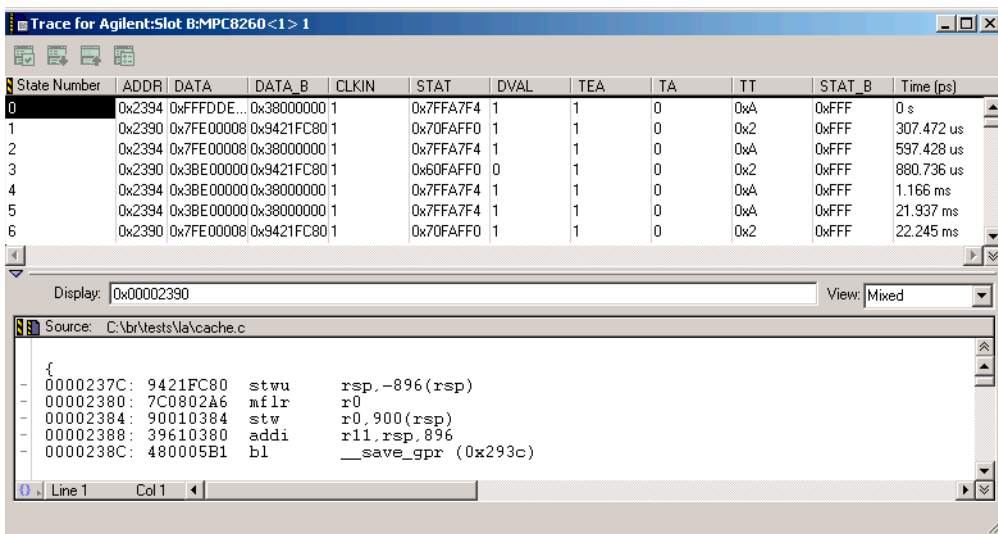 Trace for Agilent:Slot B:MPC8260<1> 1
State Number ADDR DATA DATA_B CLKIN STAT DVAL TEA TA TT STAT_B Time (ps)
0 0x2394 0xFFFDDE... 0x38000000 1 0x7FFA7F4 1 1 0 0xA 0xFFF 0 s
1 0x2390 0x7FE00008 0x9421FC80 1 0x70FAFF0 1 1 0 0x2 0xFFF 307.472 us
2 0x2394 0x7FE00008 0x38000000 1 0x7FFA7F4 1 1 0 0xA 0xFFF 597.428 us
3 0x2390 0x3BE00000 0x9421FC80 1 0x60FAFF0 0 1 0 0x2 0xFFF 880.736 us
4 0x2394 0x3BE00000 0x38000000 1 0x7FFA7F4 1 1 0 0xA 0xFFF 1.166 ms
5 0x2394 0x3BE00000 0x38000000 1 0x7FFA7F4 1 1 0 0xA 0xFFF 21.937 ms
6 0x2390 0x7FE00008 0x9421FC80 1 0x70FAFF0 1 1 0 0x2 0xFFF 22.245 ms
Display: 0x00002390 View: Mixed
Source: C:\br\tests\la\cache.c
{
0000237C: 9421FC80 stwu rsp,-896(rsp)
00002380: 7C0802A6 mflr r0
00002384: 90010384 stw r0,900(rsp)
00002388: 39610380 addi r11,rsp,896
0000238C: 480005B1 bl __save_gpr (0x293c)
{} Line 1 Col 1